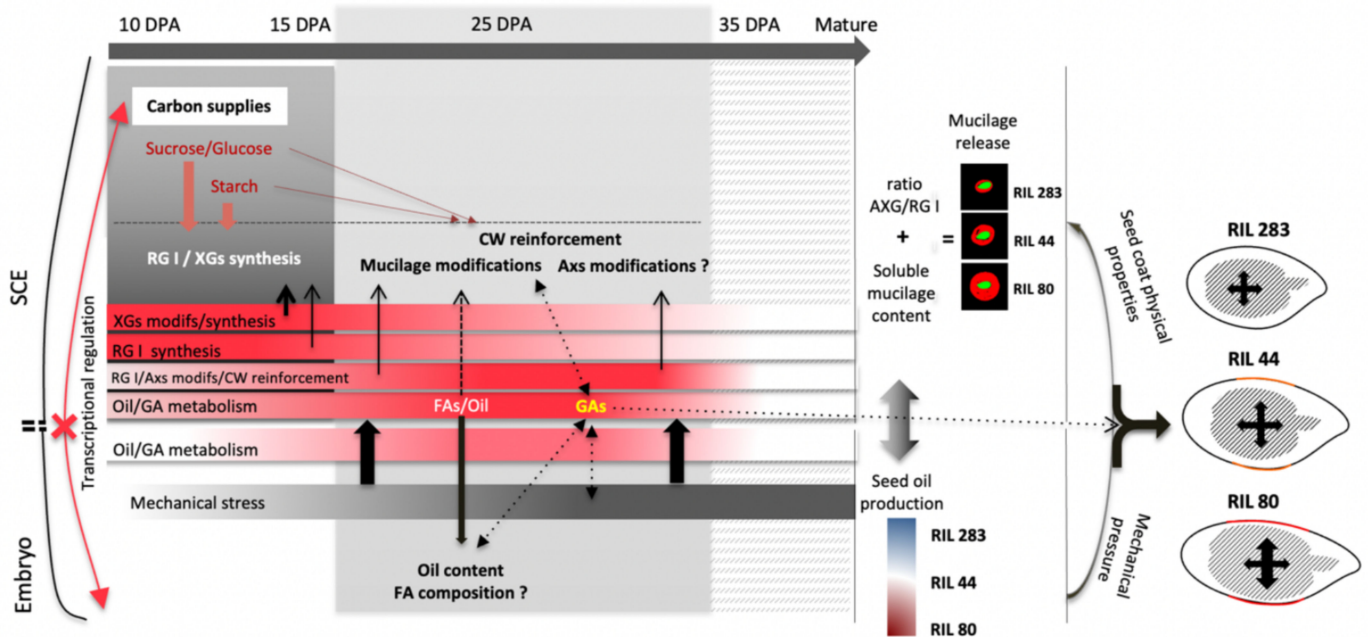 10 DPA
15 DPA
25 DPA
35 DPA
Mature
Carbon supplies
Sucrose/Glucose
Starch
RG I / XGs synthesis
CW reinforcement
Mucilage modifications
Axs modifications ?
XGs modifs/synthesis
RG I synthesis
RG I/Axs modifs/CW reinforcement
Oil/GA metabolism
FAs/Oil
GAs
Oil/GA metabolism
Mechanical stress
Oil content
FA composition ?
SCE
=
Embryo
Transcriptional regulation
Mucilage
release
ratio
AXG/RG I
+
Soluble
mucilage
content
=
RIL 283
RIL 44
RIL 80
Seed oil
production
RIL 283
RIL 44
RIL 80
Seed coat physical
properties
Mechanical
pressure
RIL 283
RIL 44
RIL 80